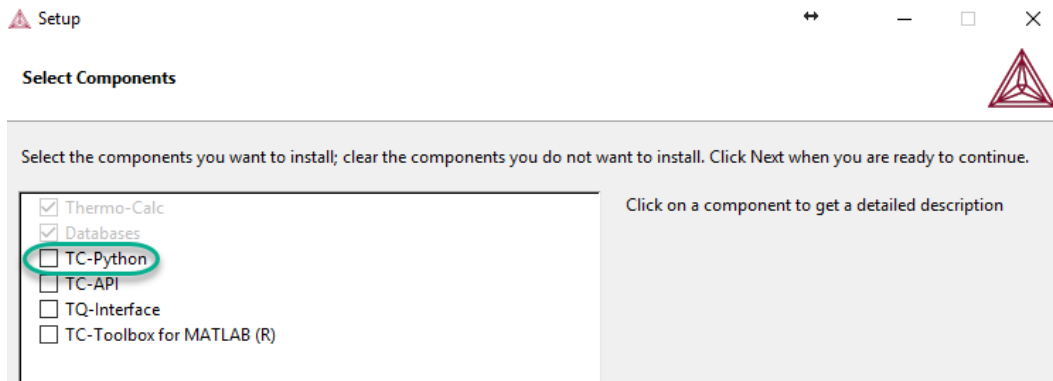 Setup
Select Components
Select the components you want to install; clear the components you do not want to install. Click Next when you are ready to continue.
Thermo-Calc
Databases
TC-Python
TC-API
TQ-Interface
TC-Toolbox for MATLAB (R)
Click on a component to get a detailed description